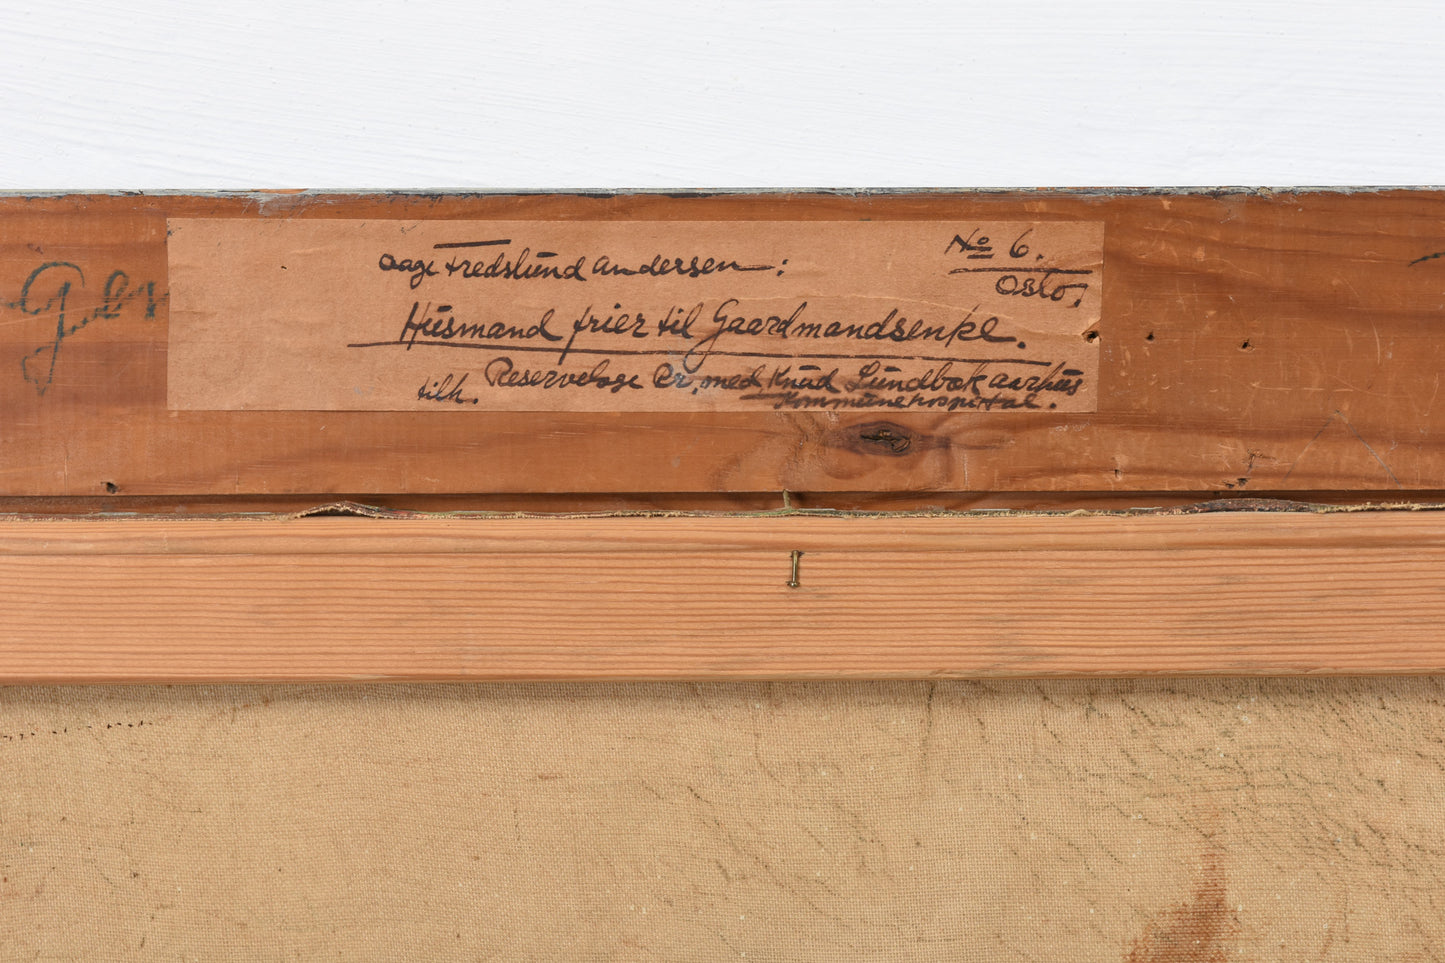 Aage Fredslund Andersen:
No 6.
Oslo.
Husmand frier til Gaardmandsenke.
tilh. Reservelæge Dr. med Knud Lundbæk Aarhus
Kommunehospital.